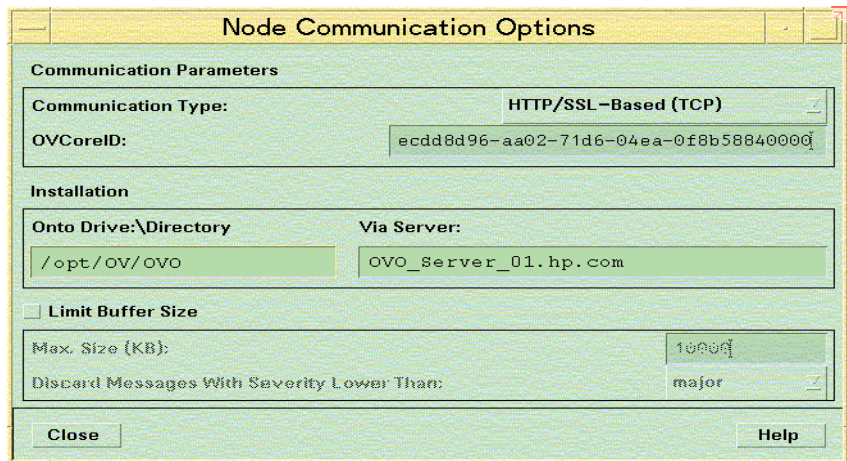 Node Communication Options
Communication Parameters
Communication Type: HTTP/SSL-Based (TCP)
OVCoreID: ecdd8d96-aa02-71d6-04ea-0f8b58840000
Installation
Onto Drive:\Directory Via Server:
/opt/OV/OVO OVO_Server_01.hp.com
Limit Buffer Size
Max. Size (KB): 10000
Discard Messages With Severity Lower Than: major
Close Help